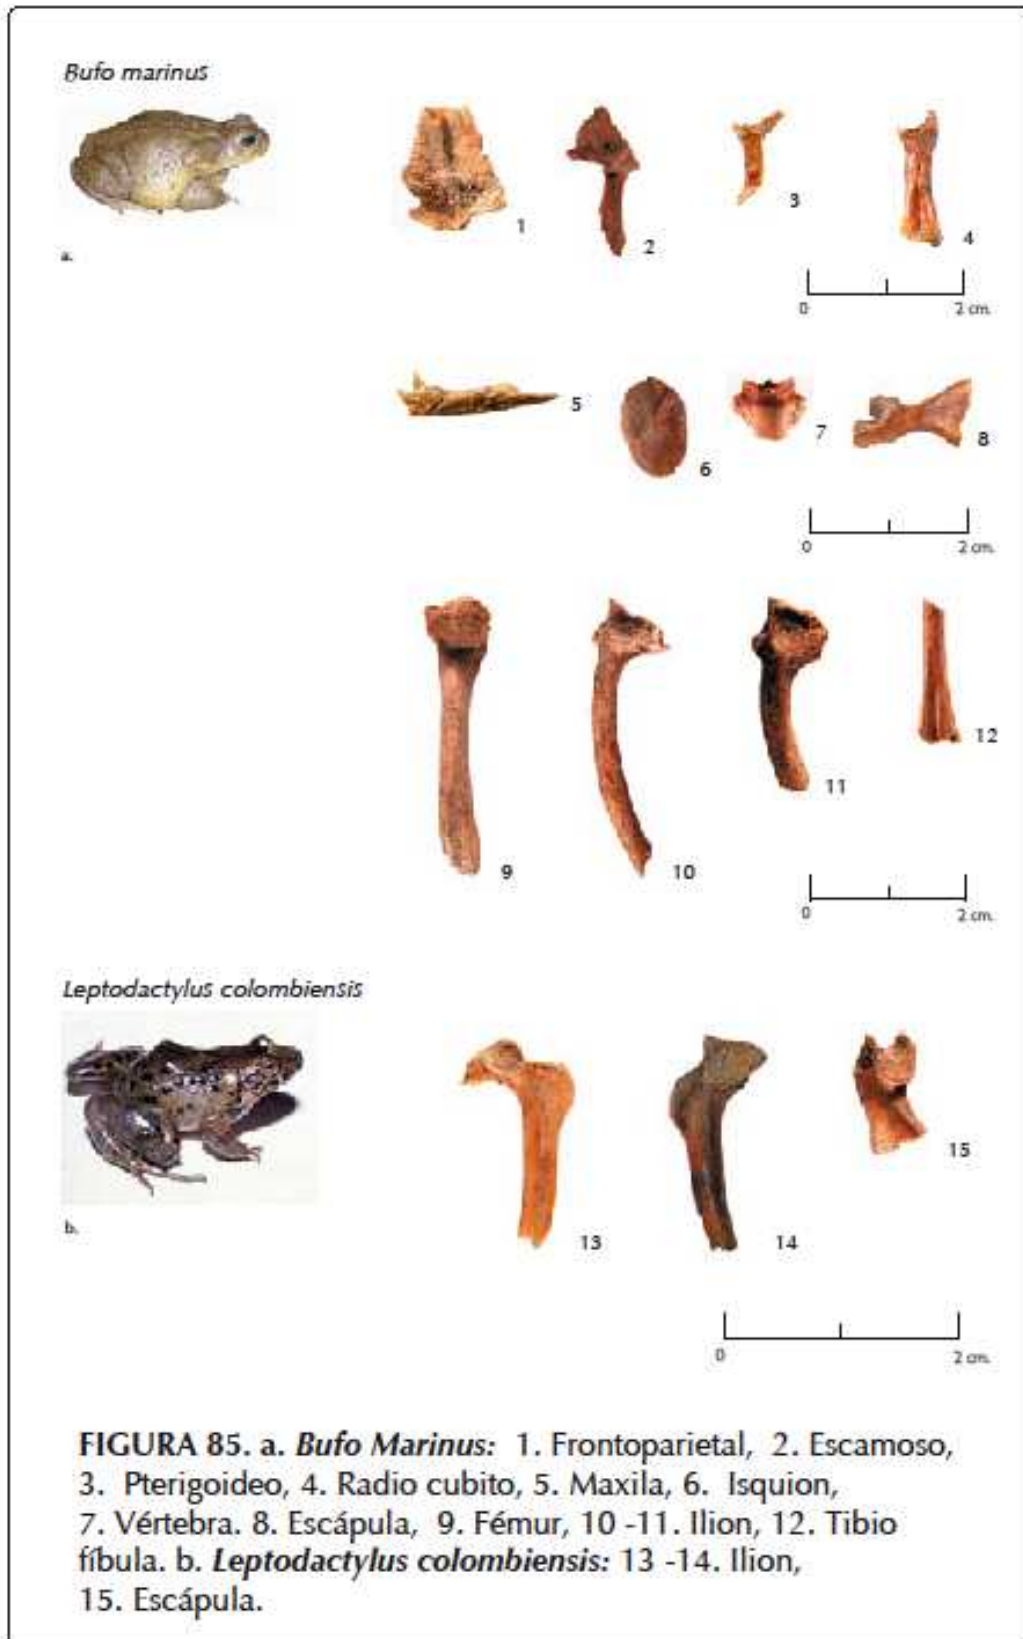 Bufo marinus
1
2
3
4
a.
0 2 cm.
5
6
7
8
0 2 cm.
9
10
11
12
0 2 cm.
Leptodactylus colombiensis
13
14
15
b.
0 2 cm.
FIGURA 85. a. Bufo Marinus: 1. Frontoparietal, 2. Escamoso,
3. Pterigoideo, 4. Radio cubito, 5. Maxila, 6. Isquion,
7. Vértebra. 8. Escápula, 9. Fémur, 10 -11. Ilion, 12. Tibio
fíbula. b. Leptodactylus colombiensis: 13 -14. Ilion,
15. Escápula.